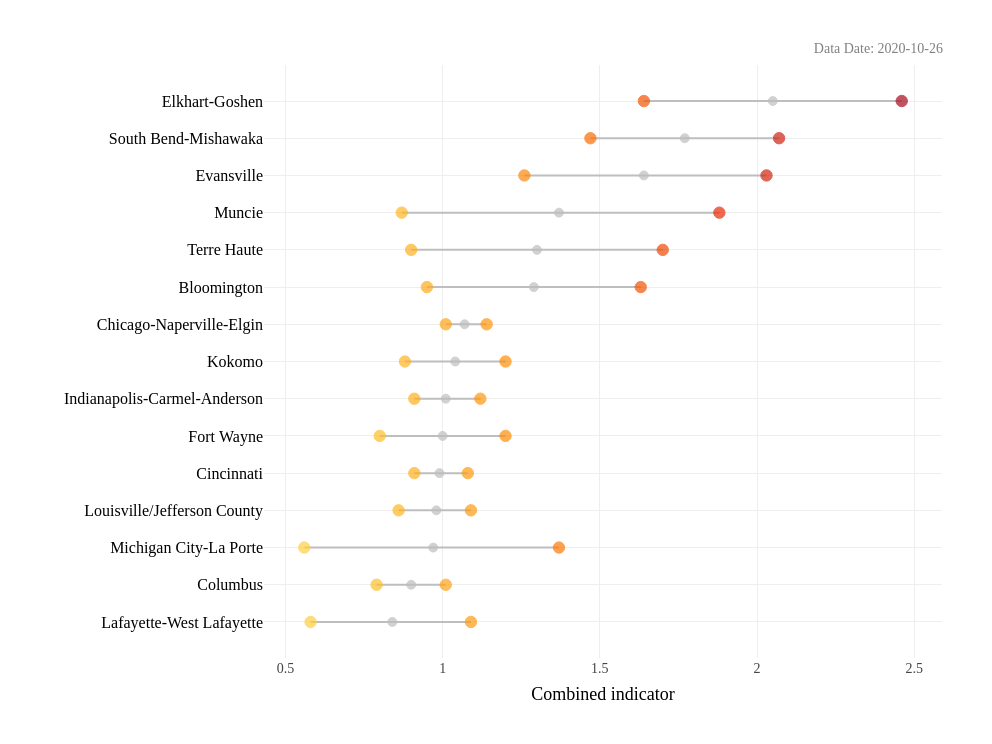 Data Date: 2020-10-26
Elkhart-Goshen
South Bend-Mishawaka
Evansville
Muncie
Terre Haute
Bloomington
Chicago-Naperville-Elgin
Kokomo
Indianapolis-Carmel-Anderson
Fort Wayne
Cincinnati
Louisville/Jefferson County
Michigan City-La Porte
Columbus
Lafayette-West Lafayette
0.5 1 1.5 2 2.5
Combined indicator